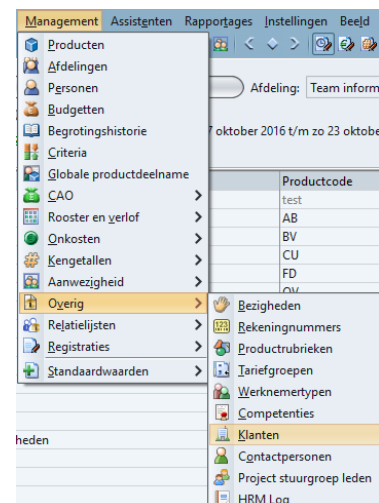 Management Assistenten Rapportages Instellingen Beeld
Producten
Afdelingen
Afdeling: Team inform
Personen
Budgetten
Begrotingshistorie
7 oktober 2016 t/m zo 23 oktobe
Criteria
Globale productdeelname
Productcode
CAO
test
Rooster en verlof
AB
Onkosten
BV
Kengetallen
CU
Aanwezigheid
FD
OV
Overig
Bezigheden
Relatielijsten
Rekeningnummers
Registraties
Productrubrieken
Standaardwaarden
Tariefgroepen
Werknemertypen
Competenties
heden
Klanten
Contactpersonen
Project stuurgroep leden
HRM Log